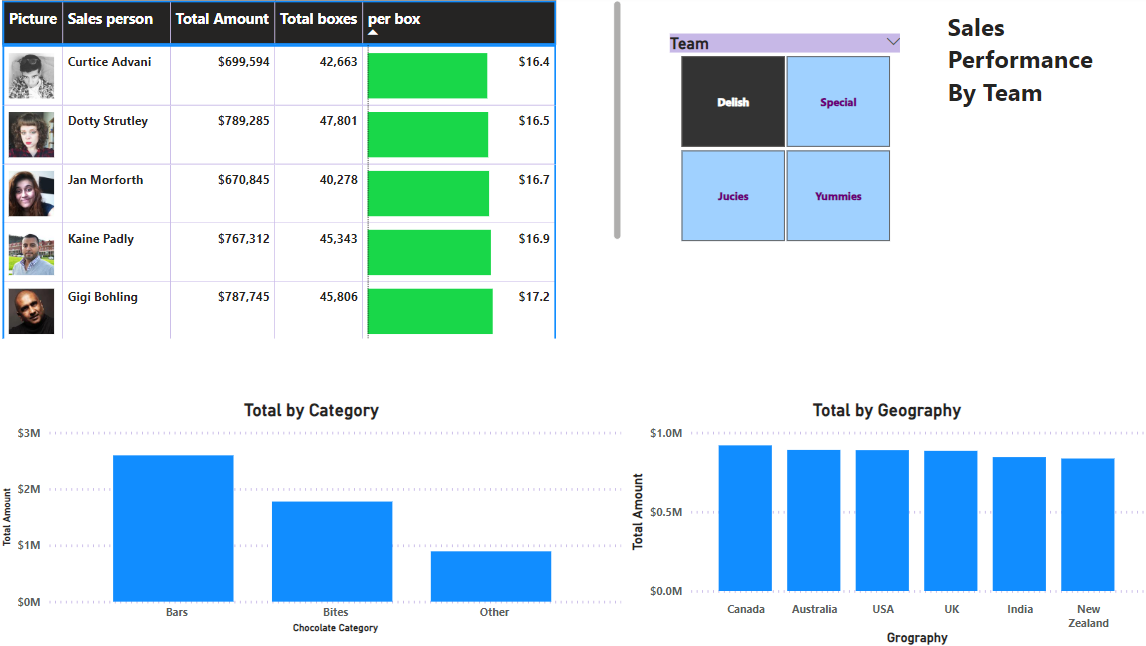 Picture Sales person Total Amount Total boxes per box
Curtice Advani $699,594 42,663 $16.4
Dotty Strutley $789,285 47,801 $16.5
Jan Morforth $670,845 40,278 $16.7
Kaine Padly $767,312 45,343 $16.9
Gigi Bohling $787,745 45,806 $17.2
Team
Delish Special
Jucies Yummies
Sales
Performance
By Team
Total by Category
Total Amount
$3M
$2M
$1M
$0M
Bars Bites Other
Chocolate Category
Total by Geography
Total Amount
$1.0M
$0.5M
$0.0M
Canada Australia USA UK India New
Zealand
Grography